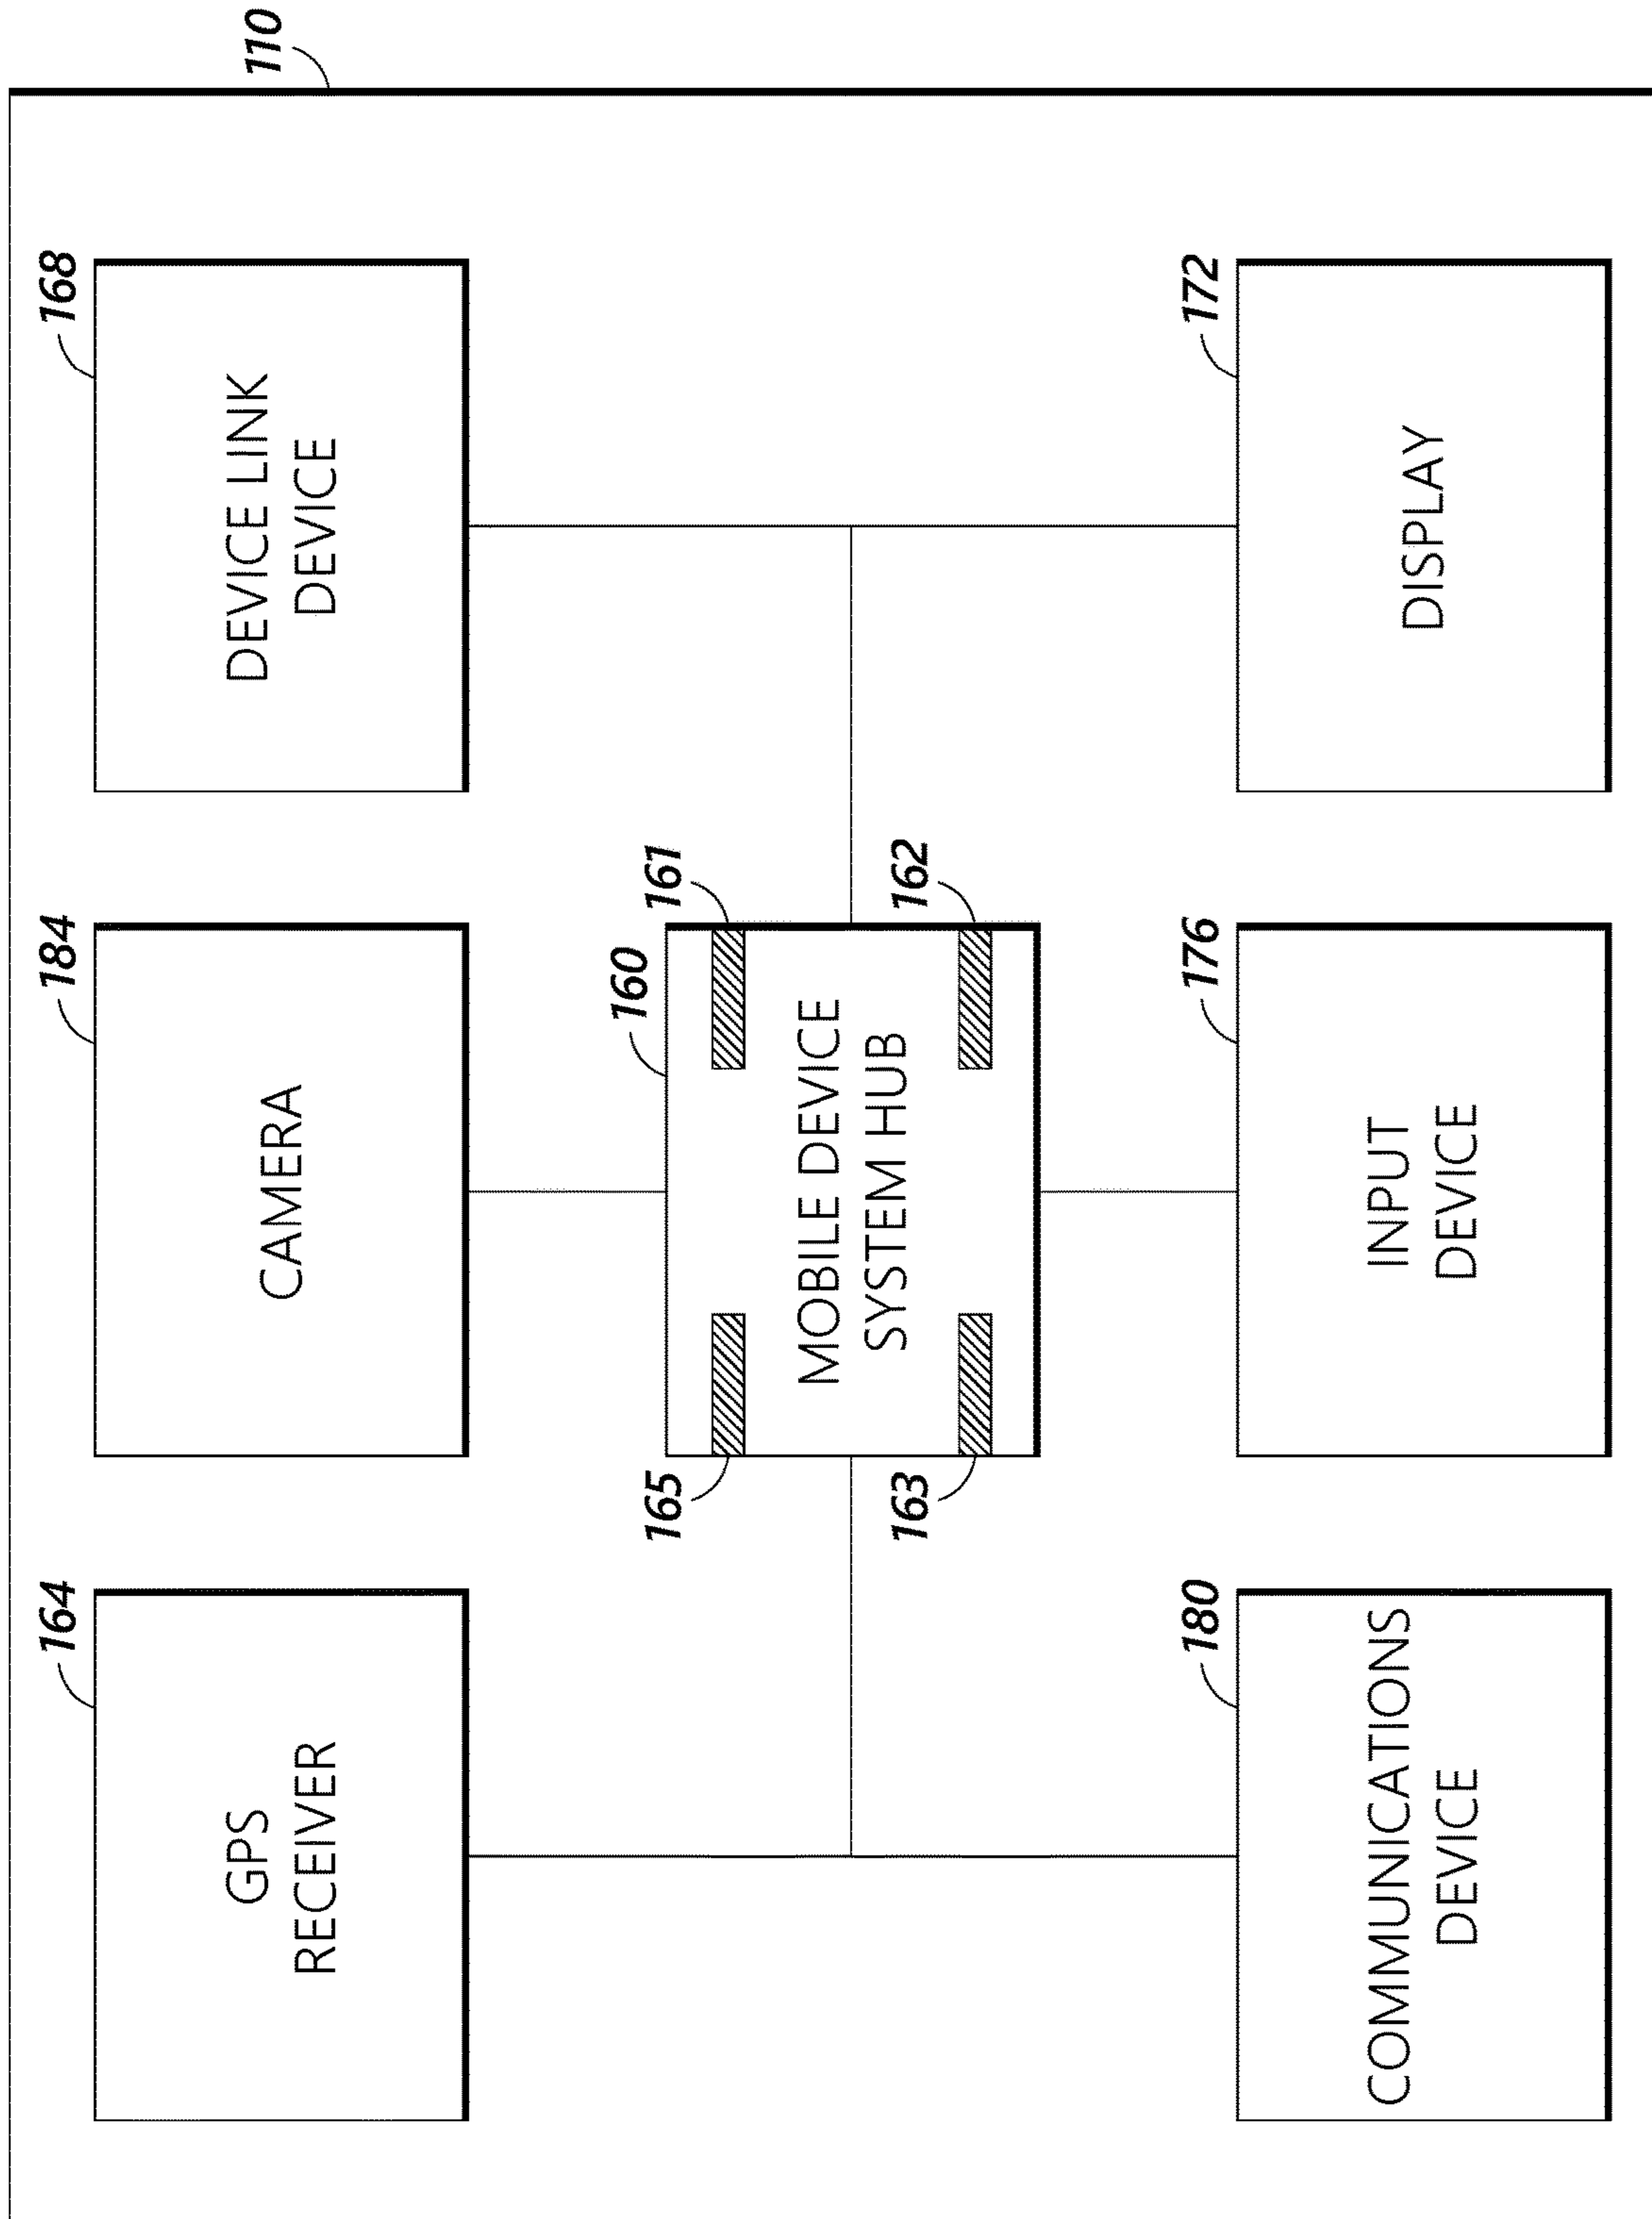 110
164
GPS
RECEIVER
184
CAMERA
168
DEVICE LINK
DEVICE
160
165
161
MOBILE DEVICE
SYSTEM HUB
163
162
180
COMMUNICATIONS
DEVICE
176
INPUT
DEVICE
172
DISPLAY